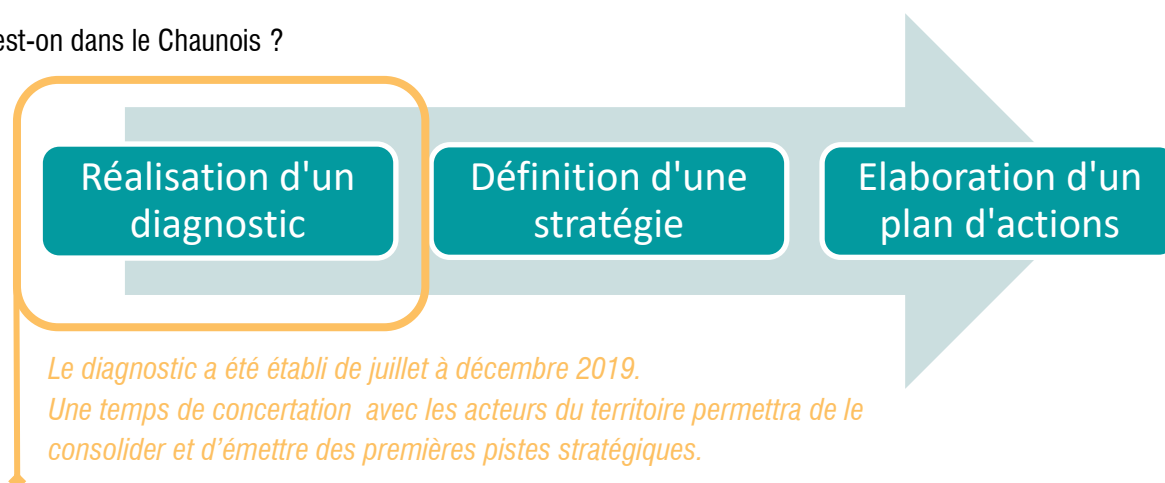 est-on dans le Chaunois ?
Réalisation d'un
diagnostic
Définition d'une
stratégie
Elaboration d'un
plan d'actions
Le diagnostic a été établi de juillet à décembre 2019.
Une temps de concertation avec les acteurs du territoire permettra de le
consolider et d’émettre des premières pistes stratégiques.